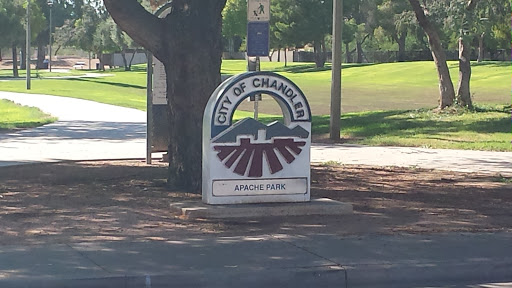 CITY OF CHANDLER
APACHE PARK